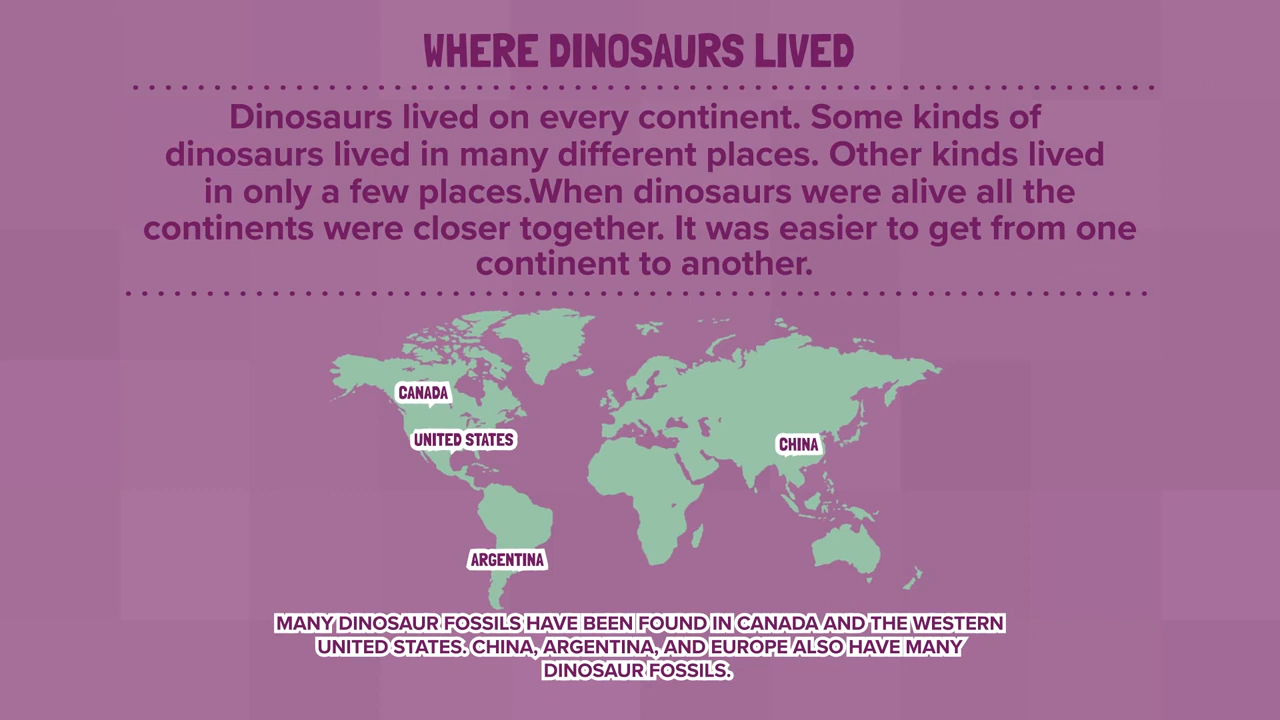 WHERE DINOSAURS LIVED
Dinosaurs lived on every continent. Some kinds of
dinosaurs lived in many different places. Other kinds lived
in only a few places.When dinosaurs were alive all the
continents were closer together. It was easier to get from one
continent to another.
CANADA
UNITED STATES
CHINA
ARGENTINA
MANY DINOSAUR FOSSILS HAVE BEEN FOUND IN CANADA AND THE WESTERN
UNITED STATES. CHINA, ARGENTINA, AND EUROPE ALSO HAVE MANY
DINOSAUR FOSSILS.